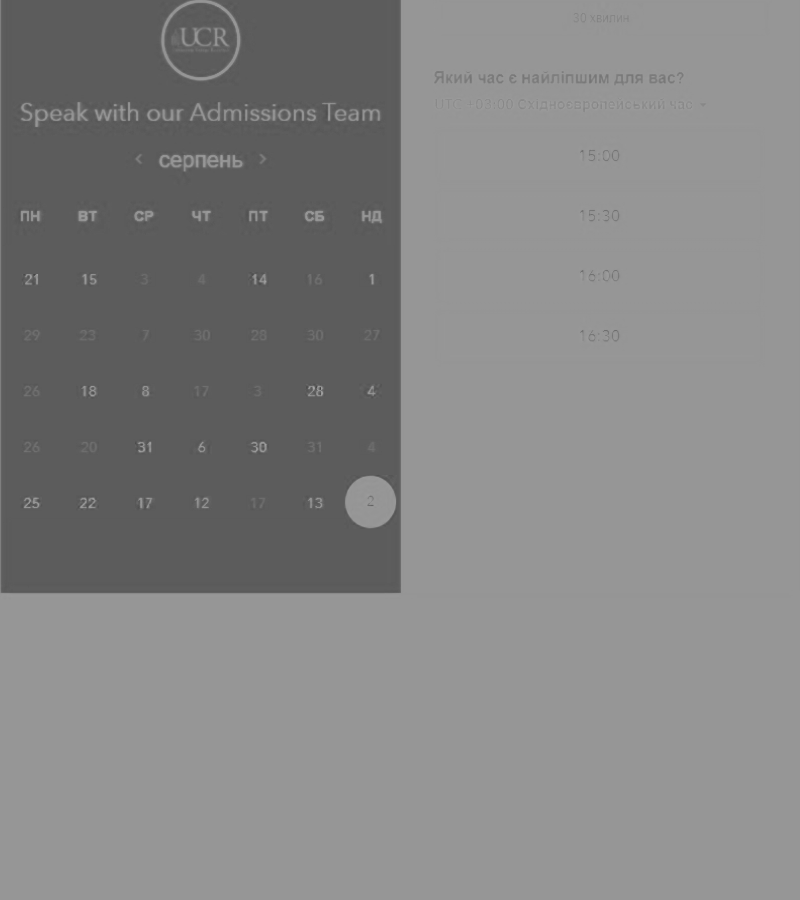 UCR
Speak with our Admissions Team
серпень
ПН ВТ СР ЧТ ПТ СБ НД
21 15 3 4 14 16 1
29 23 7 30 28 30 27
26 18 8 17 3 28 4
26 20 31 6 30 31 4
25 22 17 12 17 13 2
30 хвилин
Який час є найліпшим для вас?
UTC +03:00 Східноєвропейський час
15:00
15:30
16:00
16:30